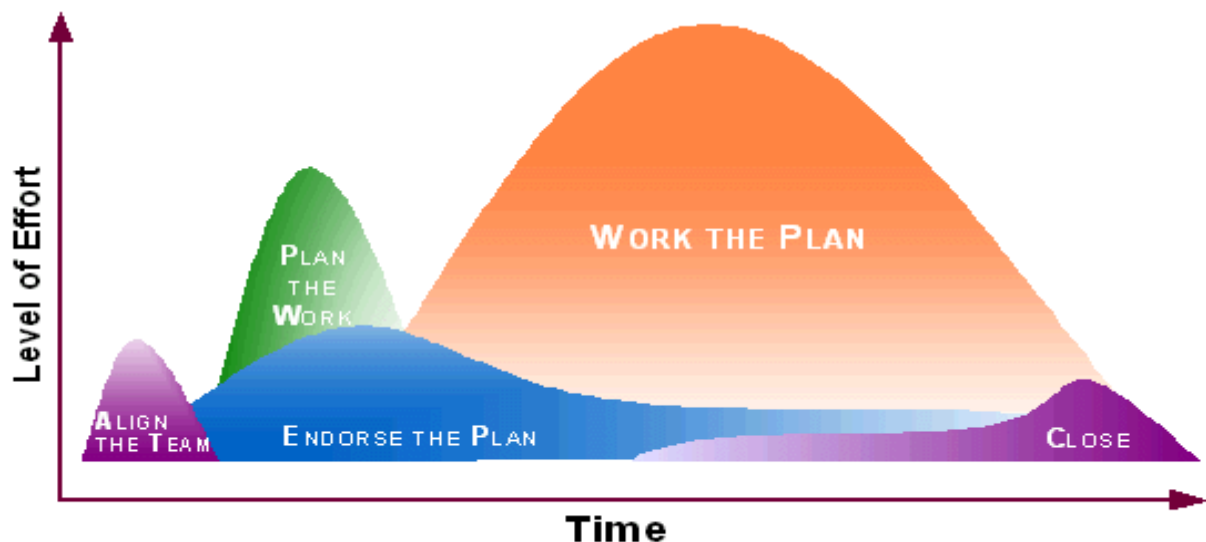 Level of Effort
PLAN
THE
WORK
WORK THE PLAN
ALIGN
THE TEAM
ENDORSE THE PLAN
CLOSE
Time